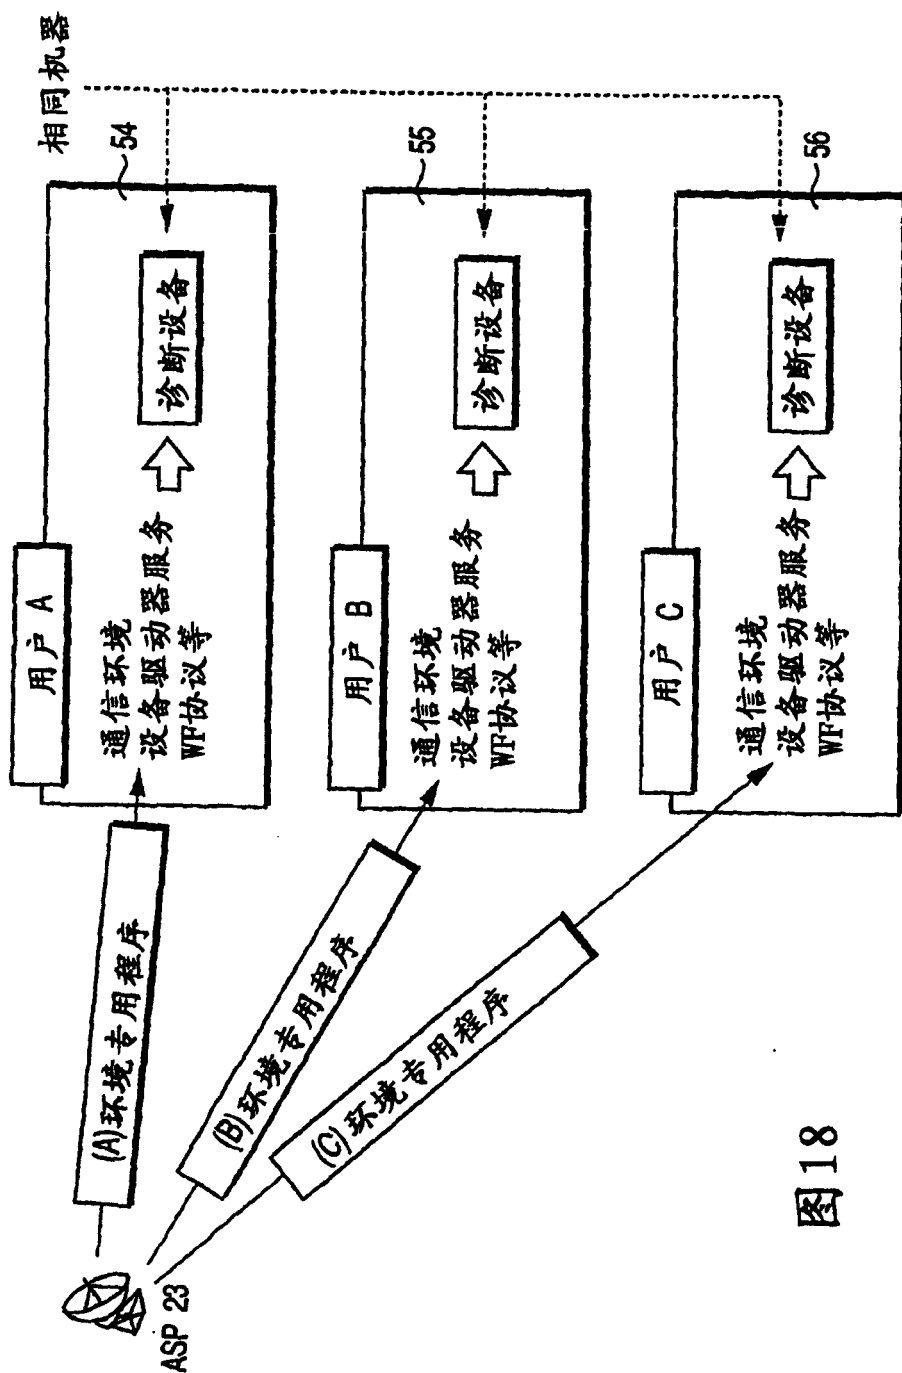 相同机器
54
用户 A
通信环境
设备驱动器服务
WF协议等
诊断设备
(A)环境专用程序
55
用户 B
通信环境
设备驱动器服务
WF协议等
诊断设备
(B)环境专用程序
56
用户 C
通信环境
设备驱动器服务
WF协议等
诊断设备
(C)环境专用程序
ASP 23
图18